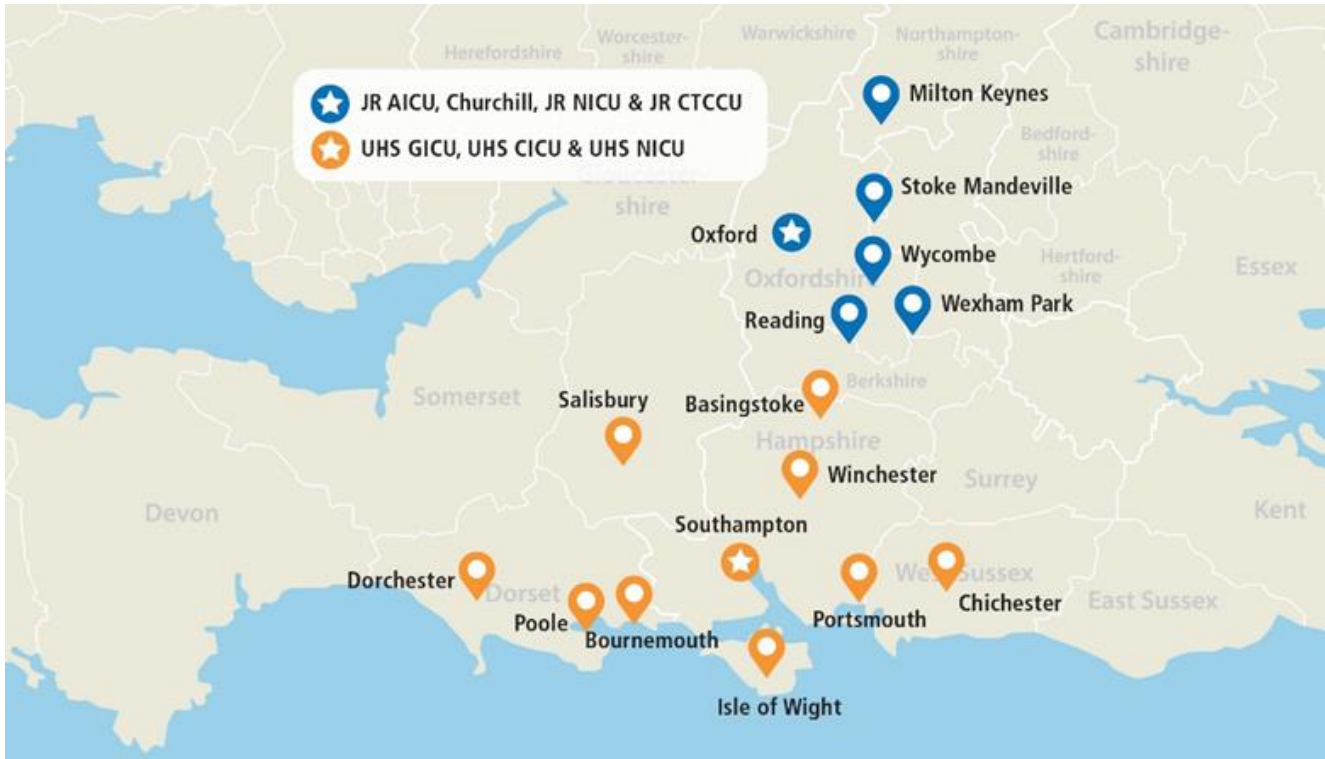 Herefordshire
Worcester-
shire
Warwickshire
Northampton-
shire
Cambridge-
shire
JR AICU, Churchill, JR NICU & JR CTCCU
UHS GICU, UHS CICU & UHS NICU
Milton Keynes
Bedford-
shire
Gloucester-
shire
Stoke Mandeville
Oxford
Wycombe
Hertford-
shire
Essex
Oxfordshire
Wexham Park
Reading
Berkshire
Somerset
Salisbury
Basingstoke
Hampshire
Winchester
Surrey
Kent
Devon
Southampton
Dorchester
Dorset
West Sussex
Chichester
East Sussex
Poole
Portsmouth
Bournemouth
Isle of Wight